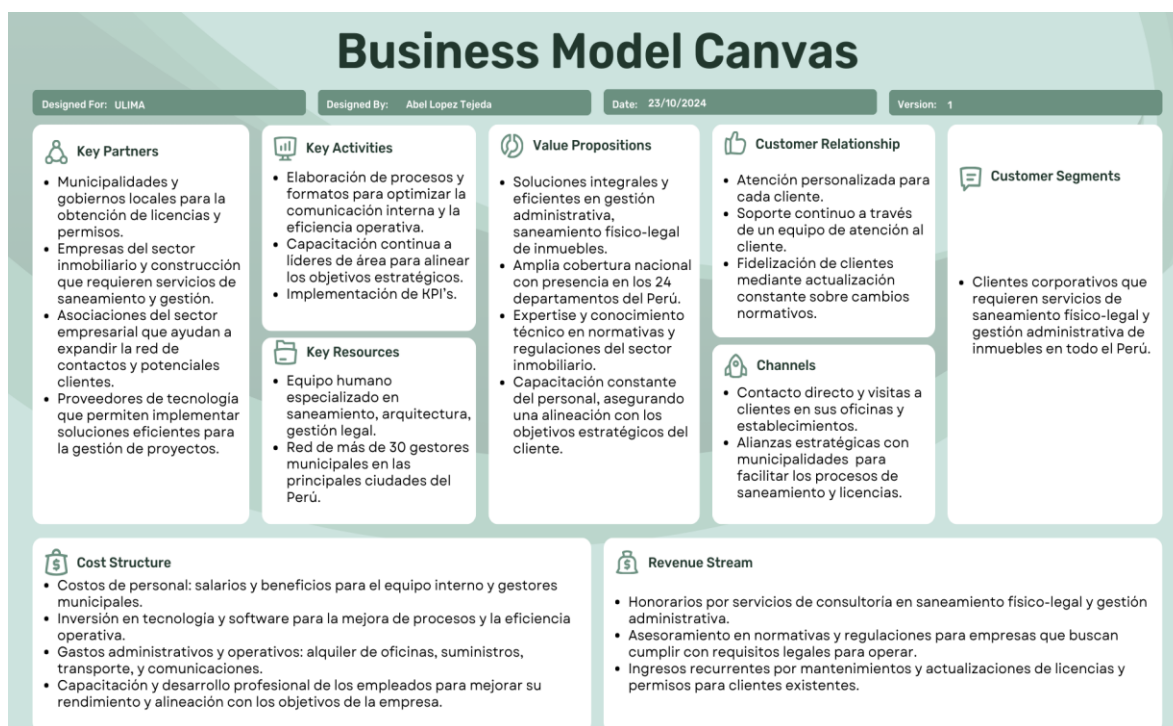 Business Model Canvas
Designed For: ULIMA
Designed By: Abel Lopez Tejeda
Date: 23/10/2024
Version: 1
Key Partners
• Municipalidades y
gobiernos locales para la
obtención de licencias y
permisos.
• Empresas del sector
inmobiliario y construcción
que requieren servicios de
saneamiento y gestión.
• Asociaciones del sector
empresarial que ayudan a
expandir la red de
contactos y potenciales
clientes.
• Proveedores de tecnología
que permiten implementar
soluciones eficientes para
la gestión de proyectos.
Key Activities
• Elaboración de procesos y
formatos para optimizar la
comunicación interna y la
eficiencia operativa.
• Capacitación continua a
líderes de área para alinear
los objetivos estratégicos.
• Implementación de KPI's.
Key Resources
• Equipo humano
especializado en
saneamiento, arquitectura,
gestión legal.
• Red de más de 30 gestores
municipales en las
principales ciudades del
Perú.
Value Propositions
• Soluciones integrales y
eficientes en gestión
administrativa,
saneamiento físico-legal
de inmuebles.
• Amplia cobertura nacional
con presencia en los 24
departamentos del Perú.
• Expertise y conocimiento
técnico en normativas y
regulaciones del sector
inmobiliario.
• Capacitación constante
del personal, asegurando
una alineación con los
objetivos estratégicos del
cliente.
Customer Relationship
• Atención personalizada para
cada cliente.
• Soporte continuo a través
de un equipo de atención al
cliente.
• Fidelización de clientes
mediante actualización
constante sobre cambios
normativos.
Channels
• Contacto directo y visitas a
clientes en sus oficinas y
establecimientos.
• Alianzas estratégicas con
municipalidades para
facilitar los procesos de
saneamiento y licencias.
Customer Segments
• Clientes corporativos que
requieren servicios de
saneamiento físico-legal y
gestión administrativa de
inmuebles en todo el Perú.
Cost Structure
• Costos de personal: salarios y beneficios para el equipo interno y gestores
municipales.
• Inversión en tecnología y software para la mejora de procesos y la eficiencia
operativa.
• Gastos administrativos y operativos: alquiler de oficinas, suministros,
transporte, y comunicaciones.
• Capacitación y desarrollo profesional de los empleados para mejorar su
rendimiento y alineación con los objetivos de la empresa.
Revenue Stream
• Honorarios por servicios de consultoría en saneamiento físico-legal y gestión
administrativa.
• Asesoramiento en normativas y regulaciones para empresas que buscan
cumplir con requisitos legales para operar.
• Ingresos recurrentes por mantenimientos y actualizaciones de licencias y
permisos para clientes existentes.